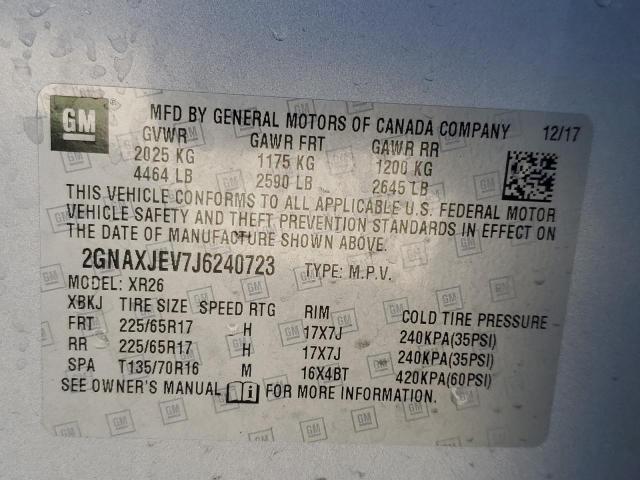 GM ® MFD BY GENERAL MOTORS OF CANADA COMPANY 12/17
GVWR GAWR FRT GAWR RR
2025 KG 1175 KG 1200 KG
4464 LB 2590 LB 2645 LB
THIS VEHICLE CONFORMS TO ALL APPLICABLE U.S. FEDERAL MOTOR
VEHICLE SAFETY AND THEFT PREVENTION STANDARDS IN EFFECT ON
THE DATE OF MANUFACTURE SHOWN ABOVE.
2GNAXJEV7J6240723 TYPE: M.P.V.
MODEL: XR26
XBKJ TIRE SIZE SPEED RTG RIM COLD TIRE PRESSURE
FRT 225/65R17 H 17X7J 240KPA(35PSI)
RR 225/65R17 H 17X7J 240KPA(35PSI)
SPA T135/70R16 M 16X4BT 420KPA(60PSI)
SEE OWNER'S MANUAL FOR MORE INFORMATION.